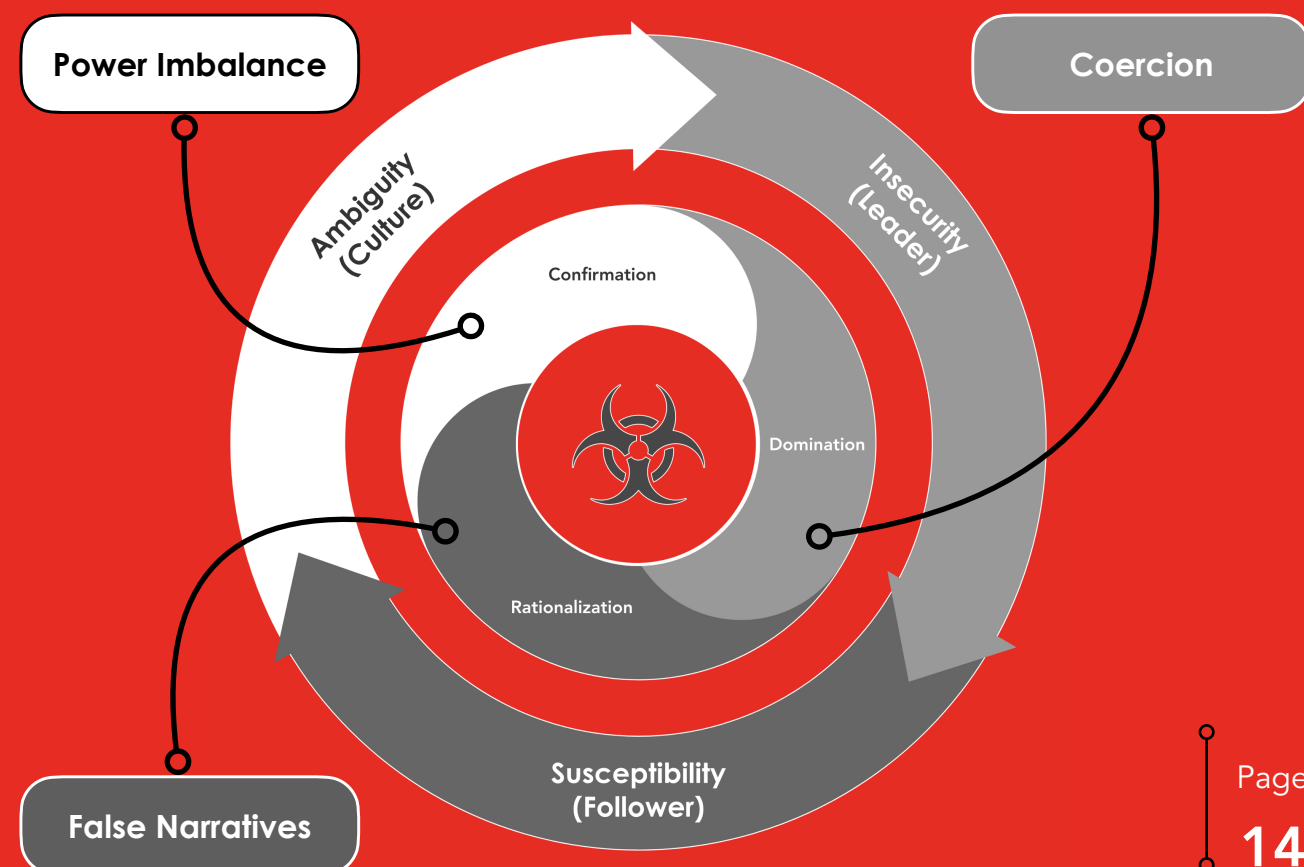 Power Imbalance
Coercion
Ambiguity
(Culture)
Insecurity
(Leader)
Confirmation
Domination
Rationalization
Susceptibility
(Follower)
False Narratives
Page
14